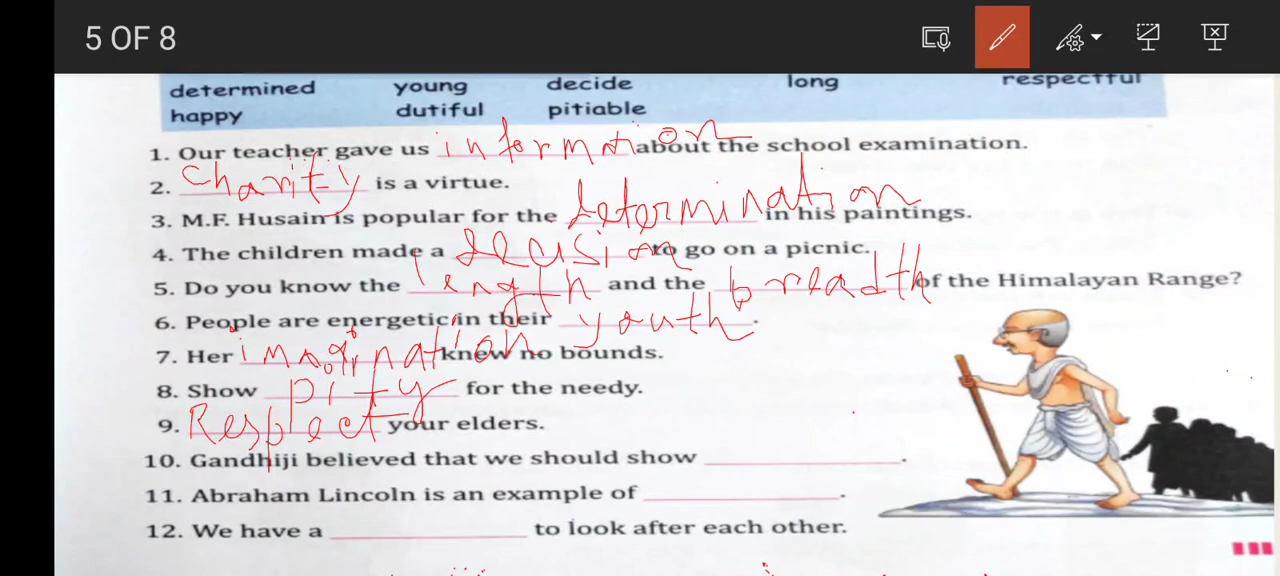 5 OF 8
determined young decide long respectful
happy dutiful pitiable
1. Our teacher gave us information about the school examination.
2. Charity is a virtue.
3. M.F. Husain is popular for the determination in his paintings.
4. The children made a decision to go on a picnic.
5. Do you know the length and the breadth of the Himalayan Range?
6. People are energetic in their youth.
7. Her imagination knew no bounds.
8. Show pity for the needy.
9. Respect your elders.
10. Gandhiji believed that we should show ____________.
11. Abraham Lincoln is an example of ____________.
12. We have a ____________ to look after each other.